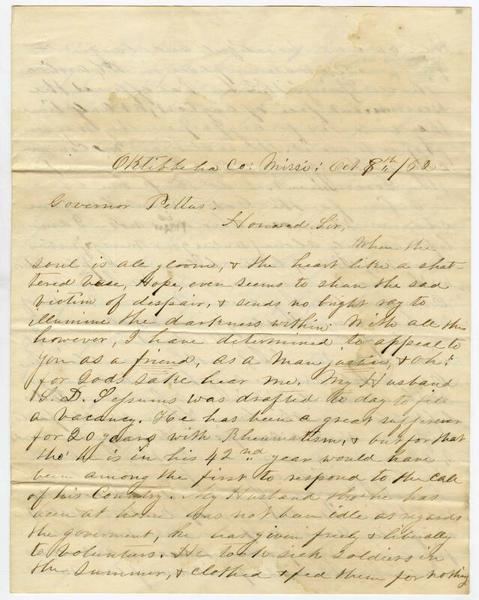 Oktibbeha Co: Missi: Oct 8th/62
Governor Pettus:
Honored Sir,
When the
soul is all gloom, & the heart like a shat-
tered vase, Hope, even seems to shun the sad
victim of despair, & sends no bright ray to
illumine the darkness within. With all this
however, I have determined to appeal to
you as a friend, as a man, & Oh!
for Gods sake hear me. My Husband
D. Sessums was drafted to day to fill
a vacancy. He has been a great sufferer
for 20 years with Rheumatism, & but for that
tho' he is in his 42nd year would have
been among the first to respond to the call
of his Country. My Husband tho' he has
been at home has not been idle as regards
the goverment, he has given freely & liberally
to Volunteers. He took sick soldiers in
the summer, & clothed & fed them for nothing